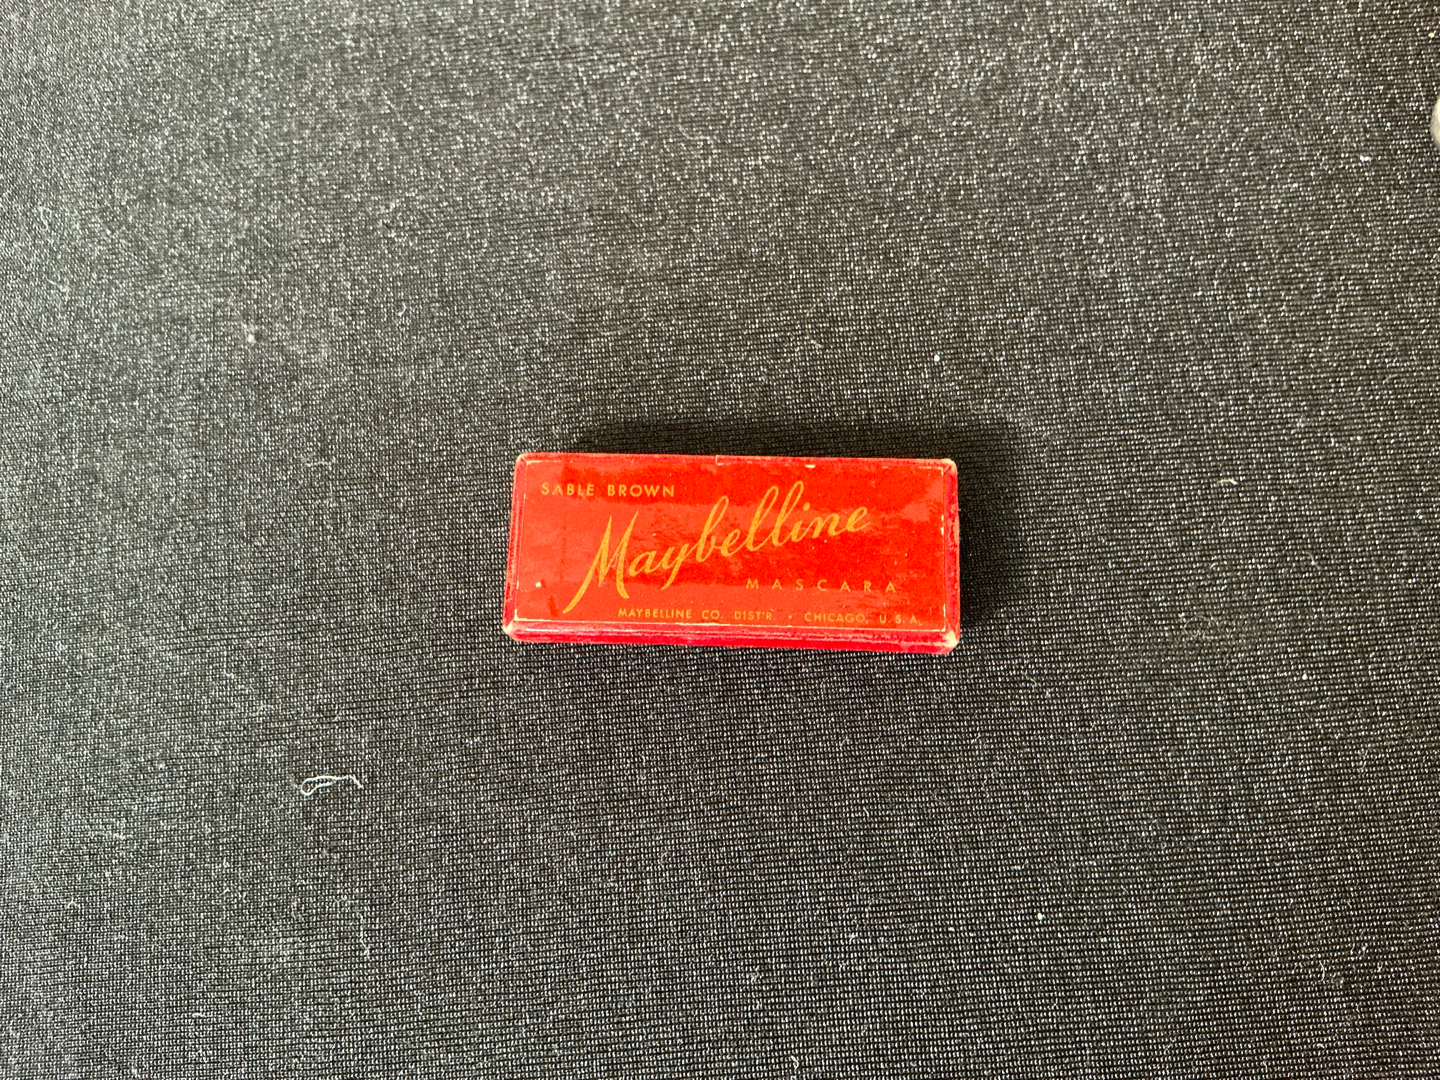 SABLE BROWN
Maybelline
MASCARA
MAYBELLINE CO. DIST'R. • CHICAGO, U.S.A.